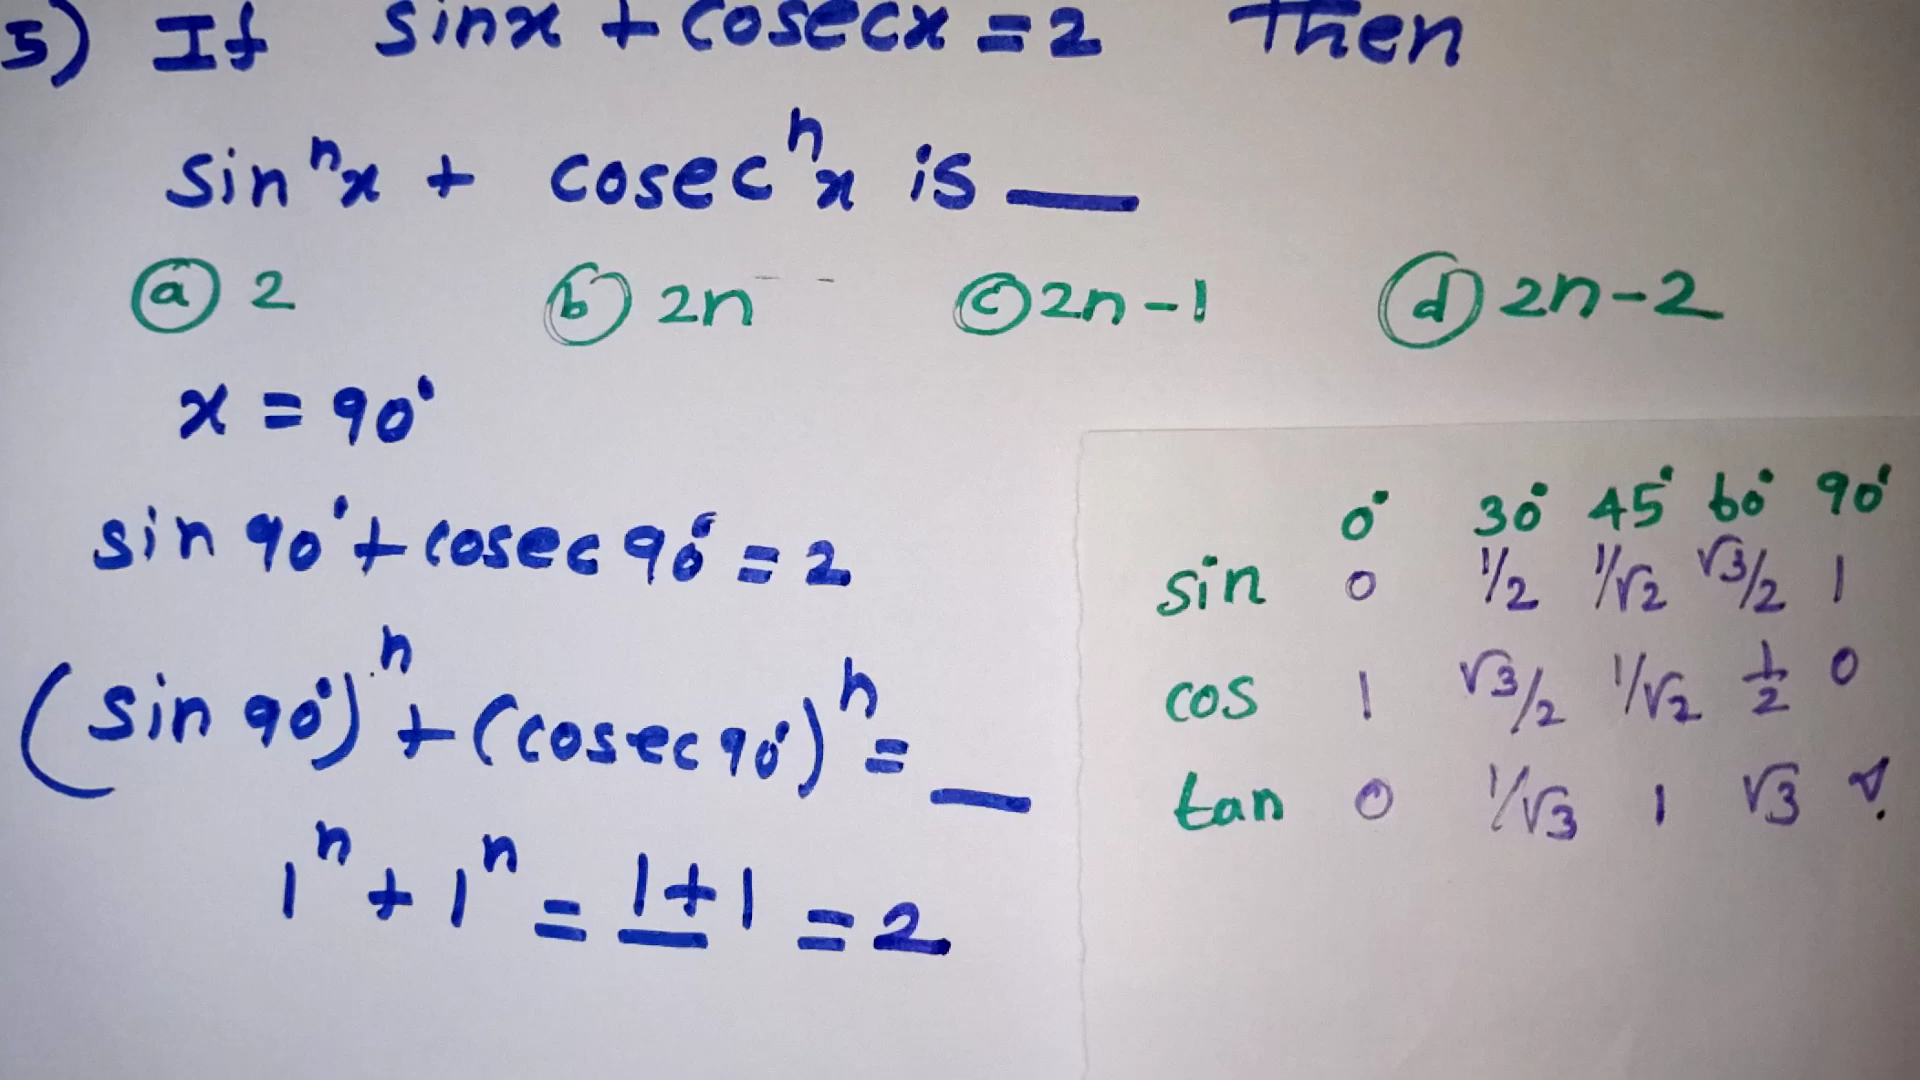 5) If sinx + cosecx = 2 Then
sinⁿx + cosecⁿx is __
ⓐ 2 ⓑ 2n ⓒ 2n-1 ⓓ 2n-2
x = 90°
sin 90° + cosec 90° = 2
(sin 90°)ⁿ + (cosec 90°)ⁿ = __
1ⁿ + 1ⁿ = 1+1 = 2
0° 30° 45° 60° 90°
sin 0 1/2 1/√2 √3/2 1
cos 1 √3/2 1/√2 1/2 0
tan 0 1/√3 1 √3